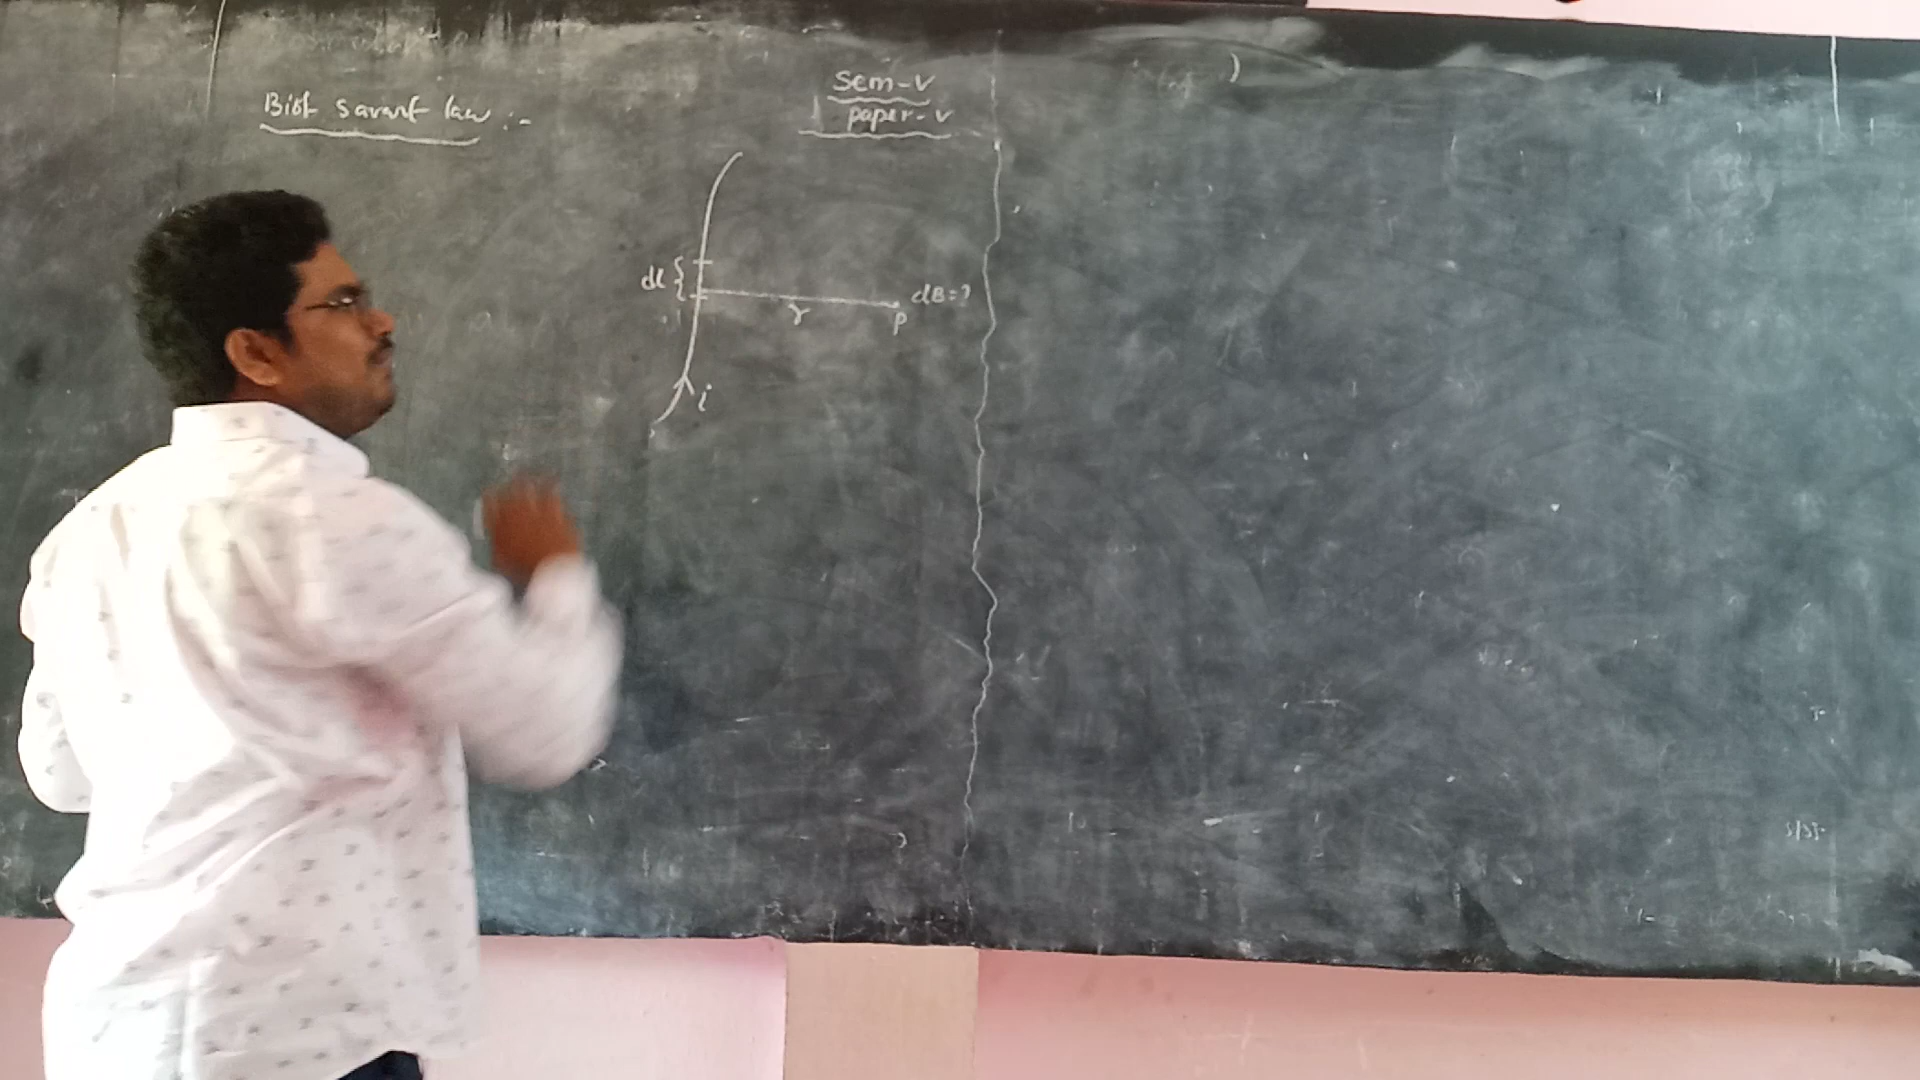 Sem-V
paper-V
Biot savart law :-
dl
r
P
dB=?
i